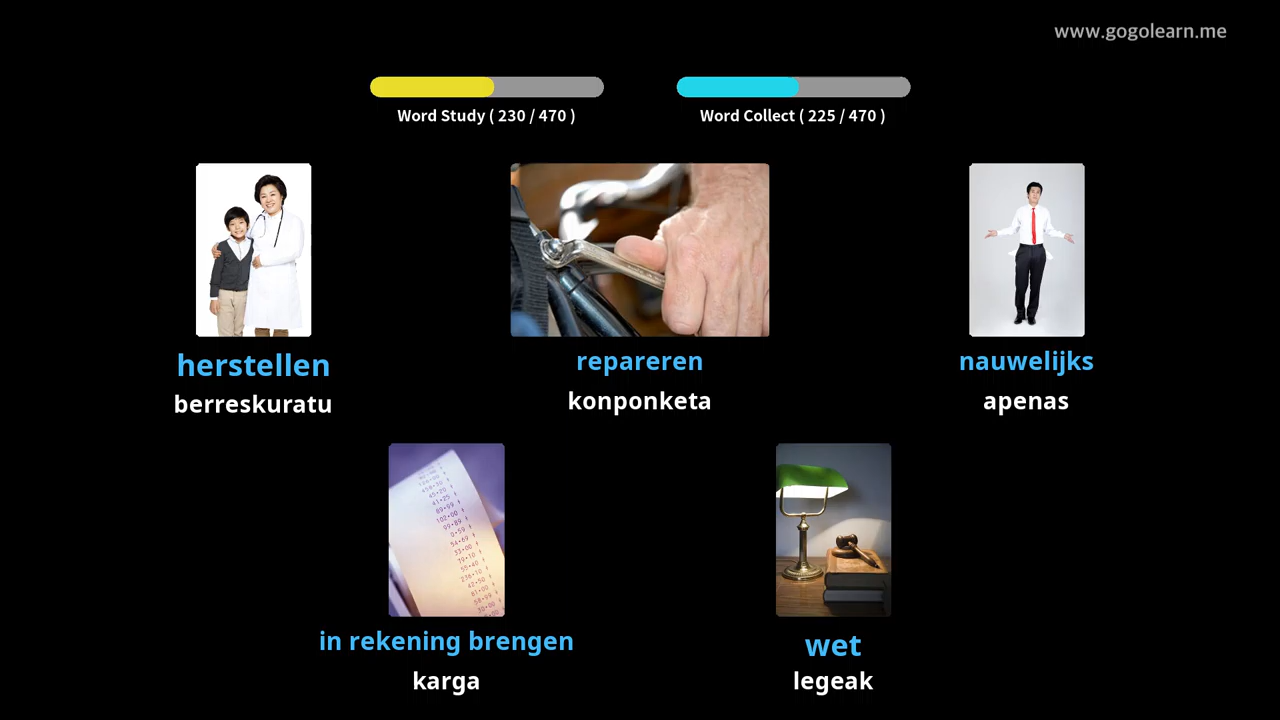 www.gogolearn.me
Word Study ( 230 / 470 )
Word Collect ( 225 / 470 )
herstellen
berreskuratu
repareren
konponketa
nauwelijks
apenas
in rekening brengen
karga
wet
legeak